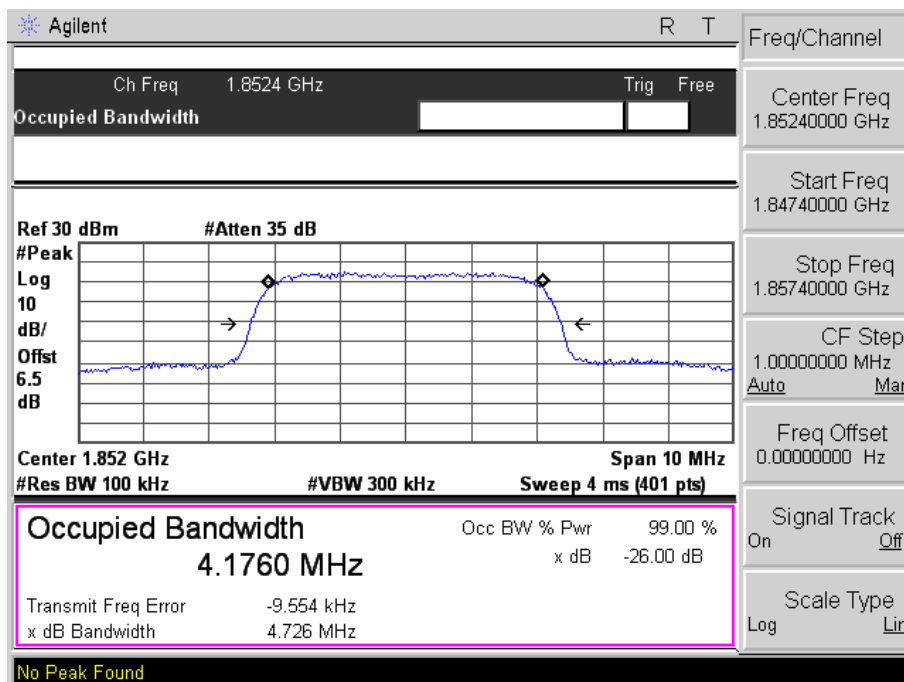 Agilent R T
Ch Freq 1.8524 GHz Trig Free
Occupied Bandwidth
Ref 30 dBm #Atten 35 dB
#Peak
Log
10
dB/
Offst
6.5
dB
Center 1.852 GHz Span 10 MHz
#Res BW 100 kHz #VBW 300 kHz Sweep 4 ms (401 pts)
Occupied Bandwidth Occ BW % Pwr 99.00 %
4.1760 MHz x dB -26.00 dB
Transmit Freq Error -9.554 kHz
x dB Bandwidth 4.726 MHz
No Peak Found
Freq/Channel
Center Freq
1.85240000 GHz
Start Freq
1.84740000 GHz
Stop Freq
1.85740000 GHz
CF Step
1.00000000 MHz
Auto Man
Freq Offset
0.00000000 Hz
Signal Track
On Off
Scale Type
Log Lin